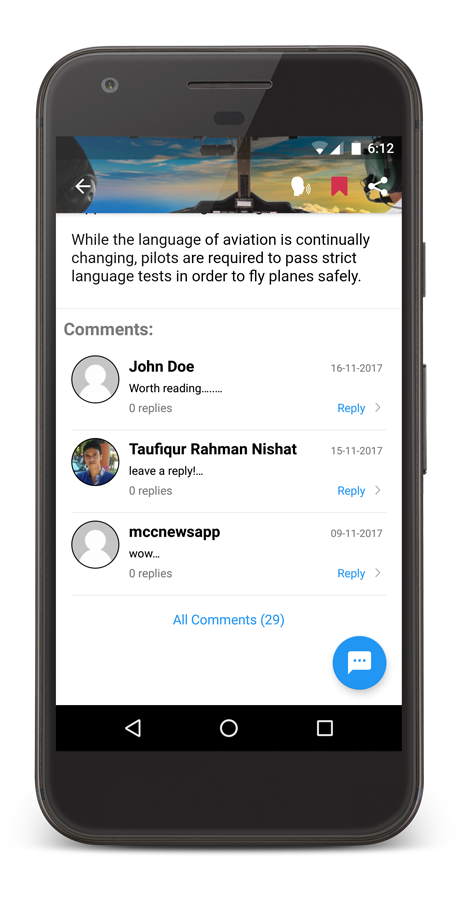 6:12
While the language of aviation is continually
changing, pilots are required to pass strict
language tests in order to fly planes safely.
Comments:
John Doe 16-11-2017
Worth reading........
0 replies Reply
Taufiqur Rahman Nishat 15-11-2017
leave a reply!...
0 replies Reply
mccnewsapp 09-11-2017
wow...
0 replies Reply
All Comments (29)